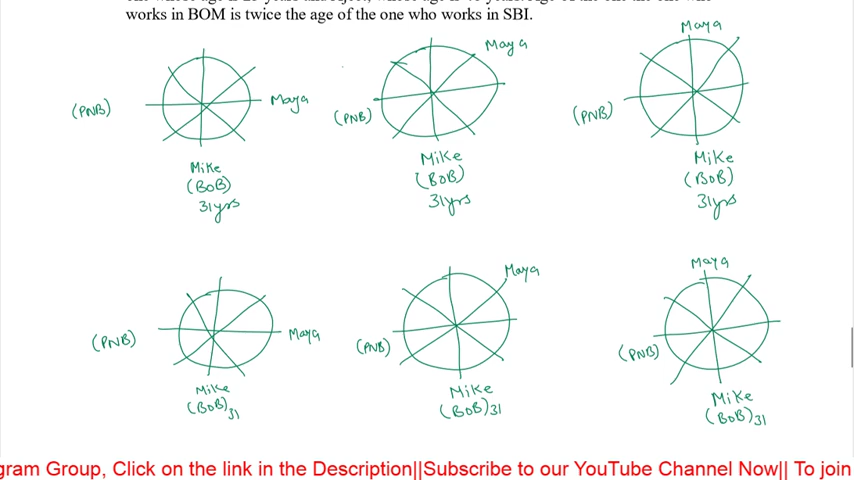 works in BOM is twice the age of the one who works in SBI.
Maya
Maya
(PNB)
Maya
(PNB)
(PNB)
Mike
(BOB)
31yrs
Mike
(BOB)
31yrs
Mike
(BOB)
31yrs
Maya
Maya
(PNB)
Maya
(PNB)
(PNB)
Mike
(BOB)31
Mike
(BOB)31
Mike
(BOB)31
gram Group, Click on the link in the Description||Subscribe to our YouTube Channel Now|| To join